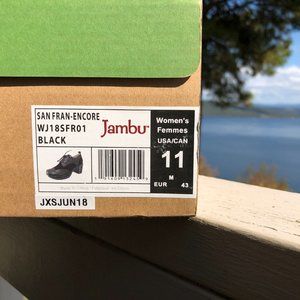 SAN FRAN-ENCORE
WJ18SFR01
BLACK
Jambu
Women's
Femmes
USA/CAN
11
M
EUR 43
JXSJUN18